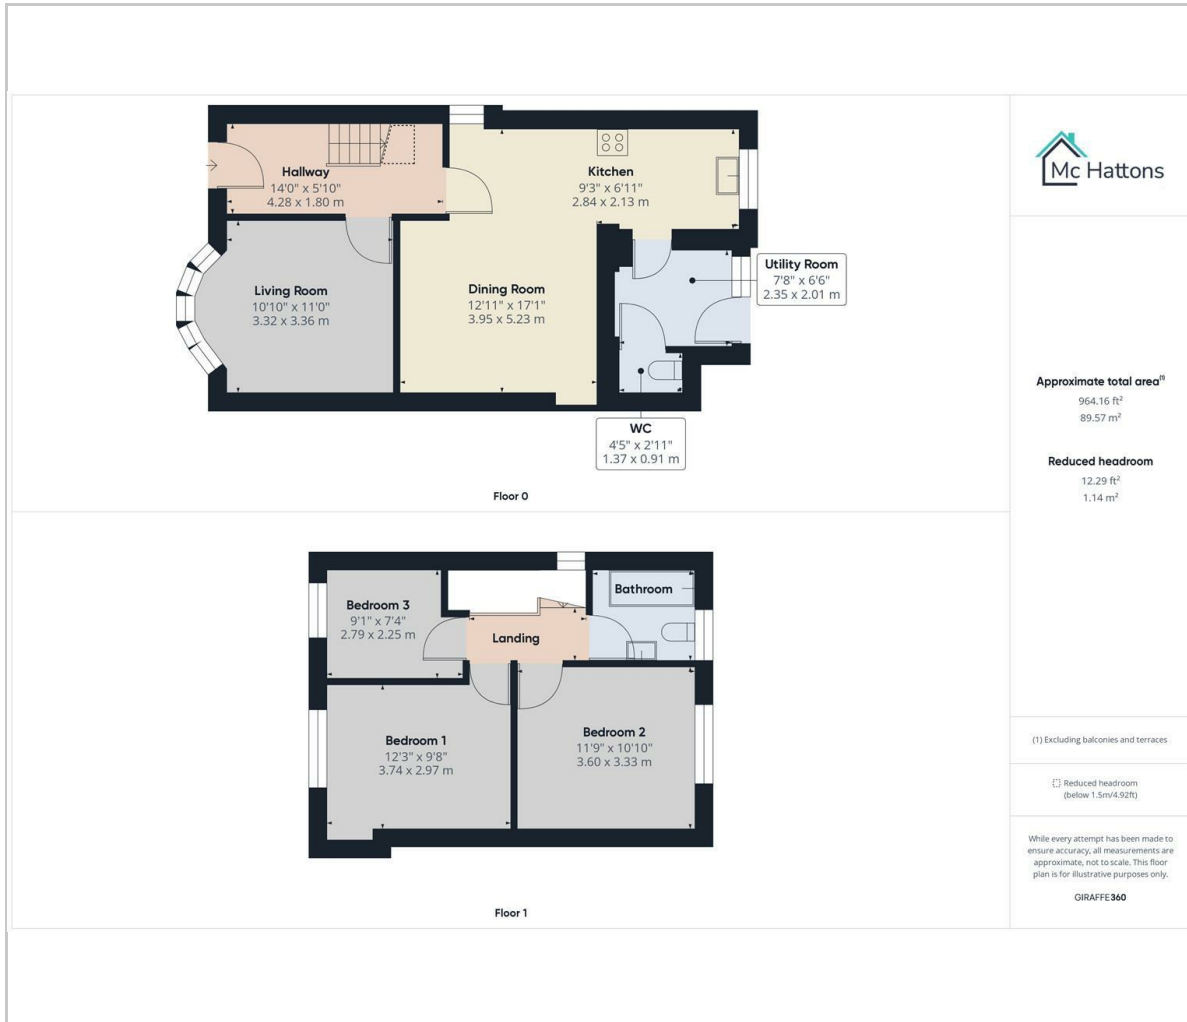 Hallway
14'0" x 5'10"
4.28 x 1.80 m
Kitchen
9'3" x 6'11"
2.84 x 2.13 m
Living Room
10'10" x 11'0"
3.32 x 3.36 m
Dining Room
12'11" x 17'1"
3.95 x 5.23 m
Utility Room
7'8" x 6'6"
2.35 x 2.01 m
WC
4'5" x 2'11"
1.37 x 0.91 m
Floor 0
Bedroom 3
9'1" x 7'4"
2.79 x 2.25 m
Landing
Bathroom
Bedroom 1
12'3" x 9'8"
3.74 x 2.97 m
Bedroom 2
11'9" x 10'10"
3.60 x 3.33 m
Floor 1
Mc Hattons
Approximate total area⁽¹⁾
964.16 ft²
89.57 m²
Reduced headroom
12.29 ft²
1.14 m²
(1) Excluding balconies and terraces
Reduced headroom
(below 1.5m/4.92ft)
While every attempt has been made to
ensure accuracy, all measurements are
approximate, not to scale. This floor
plan is for illustrative purposes only.
GIRAFFE360